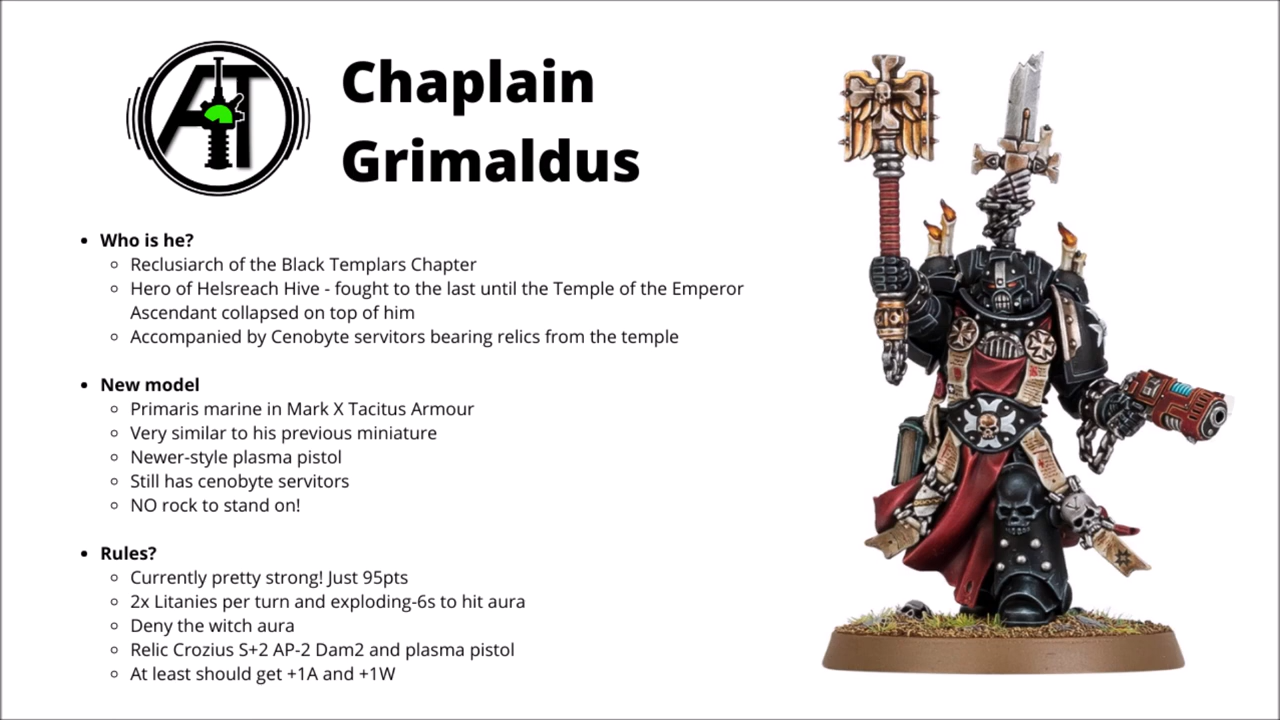 AT
Chaplain
Grimaldus
• Who is he?
◦ Reclusiarch of the Black Templars Chapter
◦ Hero of Helsreach Hive - fought to the last until the Temple of the Emperor
Ascendant collapsed on top of him
◦ Accompanied by Cenobyte servitors bearing relics from the temple
• New model
◦ Primaris marine in Mark X Tacitus Armour
◦ Very similar to his previous miniature
◦ Newer-style plasma pistol
◦ Still has cenobyte servitors
◦ NO rock to stand on!
• Rules?
◦ Currently pretty strong! Just 95pts
◦ 2x Litanies per turn and exploding-6s to hit aura
◦ Deny the witch aura
◦ Relic Crozius S+2 AP-2 Dam2 and plasma pistol
◦ At least should get +1A and +1W